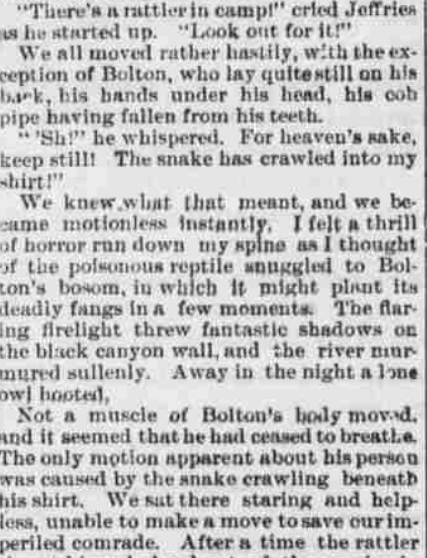 "There's a rattler in camp!" cried Jeffries
as he started up. "Look out for it!"
We all moved rather hastily, with the ex-
ception of Bolton, who lay quite still on his
back, his hands under his head, his cob
pipe having fallen from his teeth.
" 'Sh!" he whispered. For heaven's sake,
keep still! The snake has crawled into my
shirt!"
We knew what that meant, and we be-
came motionless instantly. I felt a thrill
of horror run down my spine as I thought
of the poisonous reptile snuggled to Bol-
ton's bosom, in which it might plant its
deadly fangs in a few moments. The flar-
ing firelight threw fantastic shadows on
the black canyon wall, and the river mur-
mured sullenly. Away in the night a lone
owl hooted,
Not a muscle of Bolton's body moved,
and it seemed that he had ceased to breathe.
The only motion apparent about his person
was caused by the snake crawling beneath
his shirt. We sat there staring and help-
less, unable to make a move to save our im-
periled comrade. After a time the rattler